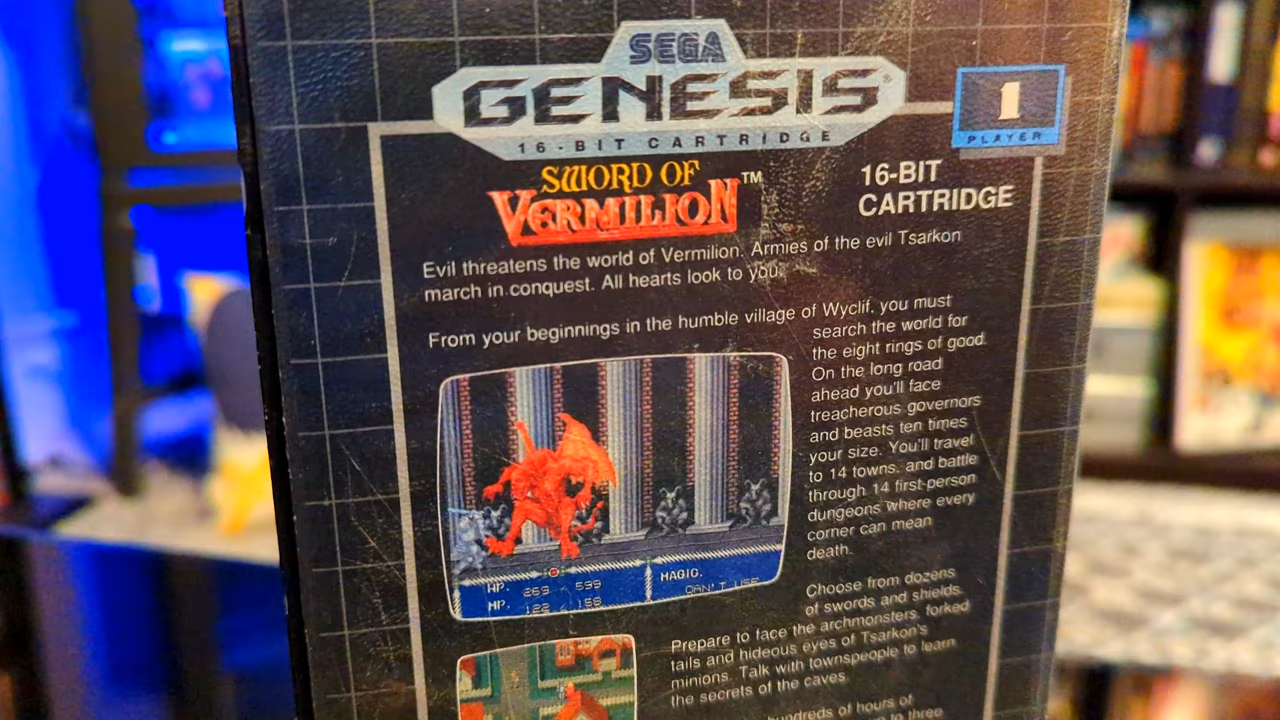 SEGA
GENESIS®
16-BIT CARTRIDGE
1
PLAYER
SWORD OF
VERMILION™
16-BIT
CARTRIDGE
Evil threatens the world of Vermilion. Armies of the evil Tsarkon
march in conquest. All hearts look to you.
From your beginnings in the humble village of Wyclif, you must
search the world for
the eight rings of good.
On the long road
ahead you'll face
treacherous governors
and beasts ten times
your size. You'll travel
to 14 towns, and battle
through 14 first-person
dungeons where every
corner can mean
death.
HP. 269 / 599
MP. 122 / 158
MAGIC.
CAN'T USE
Choose from dozens
of swords and shields.
Prepare to face the archmonsters, forked
tails and hideous eyes of Tsarkon's
minions. Talk with townspeople to learn
the secrets of the caves.
hundreds of hours of
to three